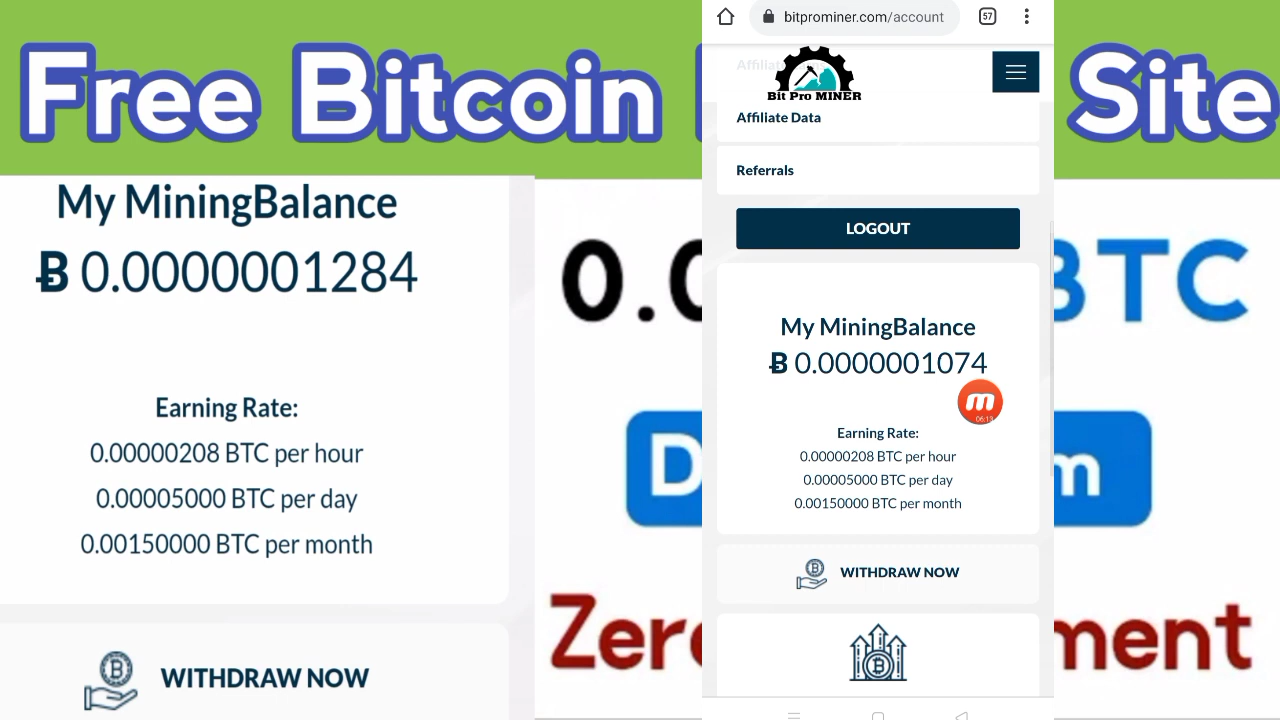 Free Bitcoin
Site
My MiningBalance
Ƀ 0.0000001284
Earning Rate:
0.00000208 BTC per hour
0.00005000 BTC per day
0.00150000 BTC per month
WITHDRAW NOW
bitprominer.com/account
57
Bit Pro MINER
Affiliate Data
Referrals
LOGOUT
My MiningBalance
Ƀ 0.0000001074
m
06:13
Earning Rate:
0.00000208 BTC per hour
0.00005000 BTC per day
0.00150000 BTC per month
WITHDRAW NOW
0.
BTC